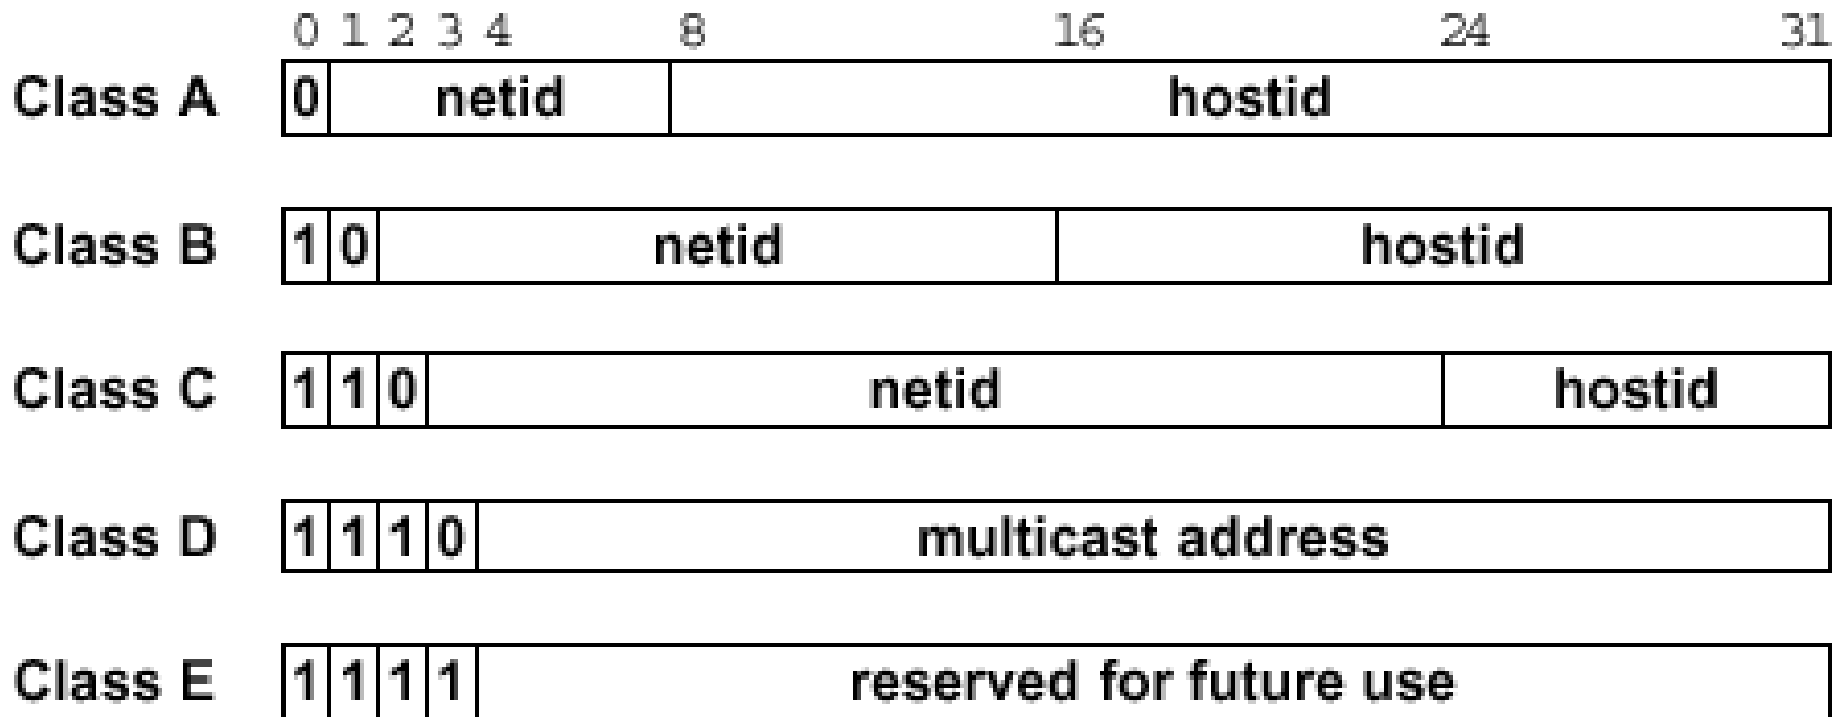 0 1 2 3 4 8 16 24 31
Class A 0 netid hostid
Class B 1 0 netid hostid
Class C 1 1 0 netid hostid
Class D 1 1 1 0 multicast address
Class E 1 1 1 1 reserved for future use